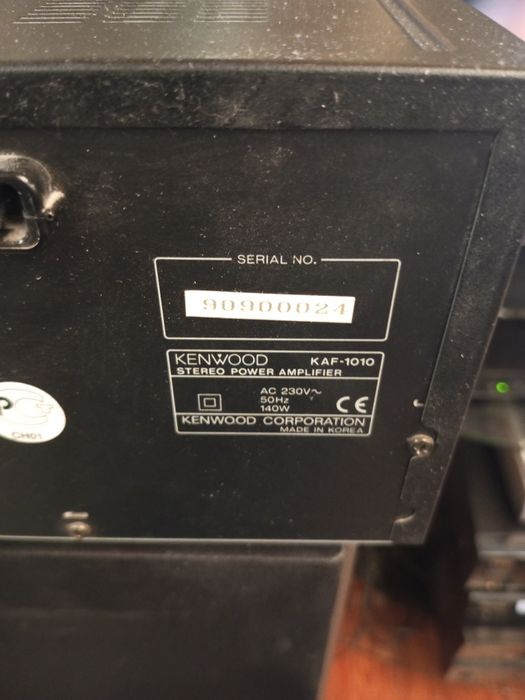 SERIAL NO.
90900024
KENWOOD KAF-1010
STEREO POWER AMPLIFIER
AC 230V~
50Hz
140W
CE
KENWOOD CORPORATION
MADE IN KOREA
P
CH01